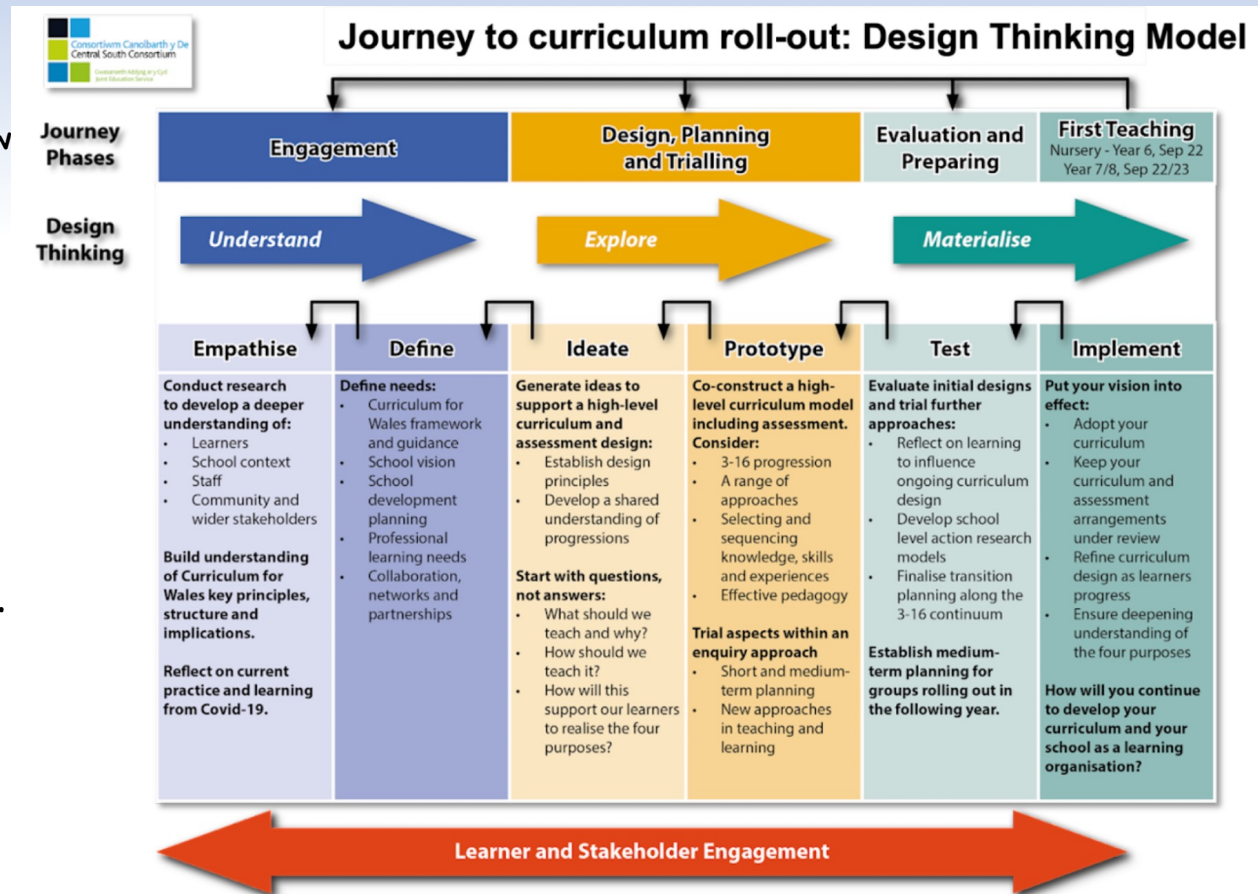 Consortiwm Canolbarth y De
Central South Consortium
Gwasanaeth Addysg ar y Cyd
Joint Education Service
Journey to curriculum roll-out: Design Thinking Model
Journey
Phases
Engagement
Design, Planning
and Trialling
Evaluation and
Preparing
First Teaching
Nursery - Year 6, Sep 22
Year 7/8, Sep 22/23
Design
Thinking
Understand
Explore
Materialise
Empathise
Conduct research
to develop a deeper
understanding of:
• Learners
• School context
• Staff
• Community and
wider stakeholders
Build understanding
of Curriculum for
Wales key principles,
structure and
implications.
Reflect on current
practice and learning
from Covid-19.
Define
Define needs:
• Curriculum for
Wales framework
and guidance
• School vision
• School
development
planning
• Professional
learning needs
• Collaboration,
networks and
partnerships
Ideate
Generate ideas to
support a high-level
curriculum and
assessment design:
• Establish design
principles
• Develop a shared
understanding of
progressions
Start with questions,
not answers:
• What should we
teach and why?
• How should we
teach it?
• How will this
support our learners
to realise the four
purposes?
Prototype
Co-construct a high-
level curriculum model
including assessment.
Consider:
• 3-16 progression
• A range of
approaches
• Selecting and
sequencing
knowledge, skills
and experiences
• Effective pedagogy
Trial aspects within an
enquiry approach
• Short and medium-
term planning
• New approaches
in teaching and
learning
Test
Evaluate initial designs
and trial further
approaches:
• Reflect on learning
to influence
ongoing curriculum
design
• Develop school
level action research
models
• Finalise transition
planning along the
3-16 continuum
Establish medium-
term planning for
groups rolling out in
the following year.
Implement
Put your vision into
effect:
• Adopt your
curriculum
• Keep your
curriculum and
assessment
arrangements
under review
• Refine curriculum
design as learners
progress
• Ensure deepening
understanding of
the four purposes
How will you continue
to develop your
curriculum and your
school as a learning
organisation?
Learner and Stakeholder Engagement